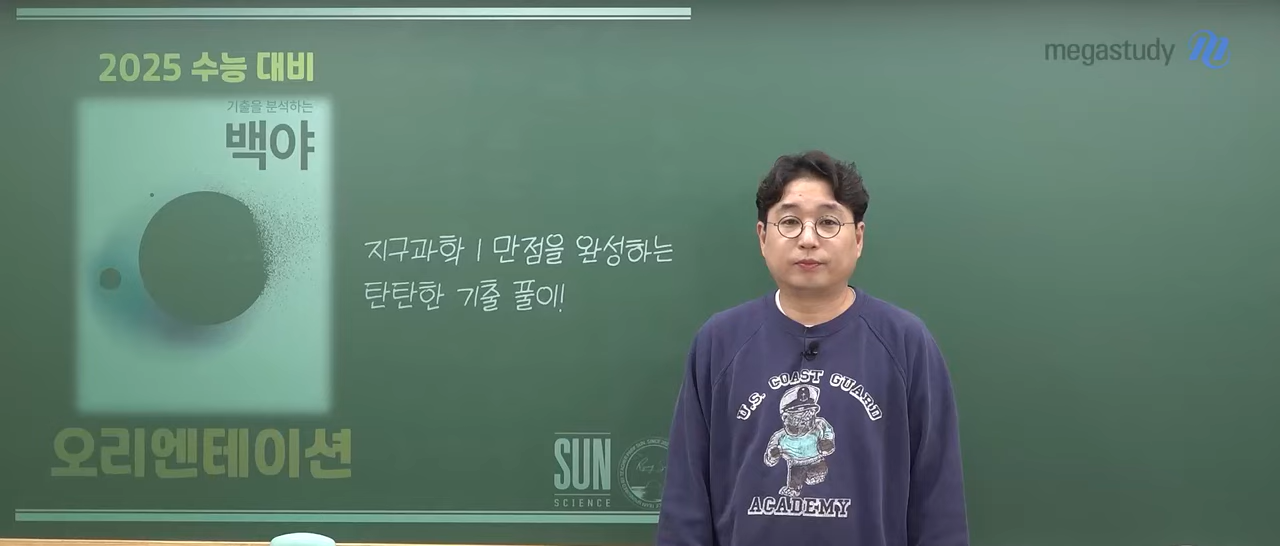 2025 수능 대비
기출을 분석하는
백야
지구과학 I 만점을 완성하는
탄탄한 기출 풀이!
오리엔테이션
SUN
SCIENCE
megastudy
U.S. COAST GUARD
ACADEMY